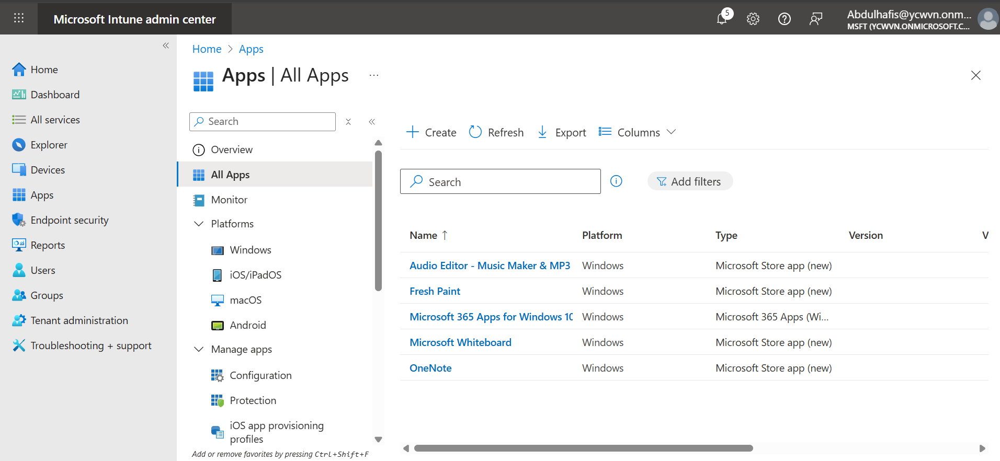 Microsoft Intune admin center
5
Abdulhafis@ycwvn.onm...
MSFT (YCWVN.ONMICROSOFT.C...
Home
Dashboard
All services
Explorer
Devices
Apps
Endpoint security
Reports
Users
Groups
Tenant administration
Troubleshooting + support
Home > Apps
Apps | All Apps
Search
Overview
All Apps
Monitor
Platforms
Windows
iOS/iPadOS
macOS
Android
Manage apps
Configuration
Protection
iOS app provisioning
profiles
Add or remove favorites by pressing Ctrl+Shift+F
Create Refresh Export Columns
Search Add filters
Name ↑ Platform Type Version V
Audio Editor - Music Maker & MP3 Windows Microsoft Store app (new)
Fresh Paint Windows Microsoft Store app (new)
Microsoft 365 Apps for Windows 10 Windows Microsoft 365 Apps (Wi...
Microsoft Whiteboard Windows Microsoft Store app (new)
OneNote Windows Microsoft Store app (new)